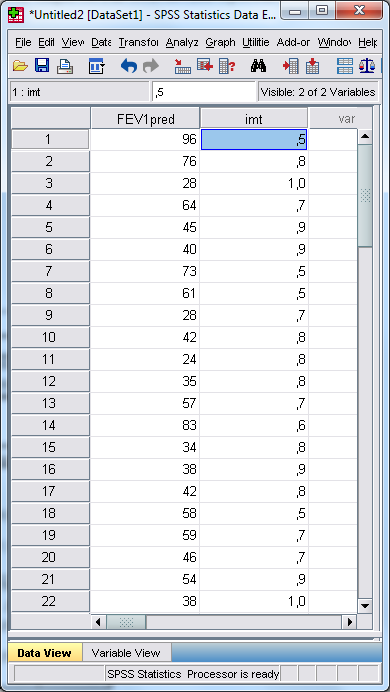 *Untitled2 [DataSet1] - SPSS Statistics Data E...
File Edit View Data Transfor Analyz Graph Utilitie Add-or Window Help
1 : imt ,5 Visible: 2 of 2 Variables
FEV1pred imt var
1 96 ,5
2 76 ,8
3 28 1,0
4 64 ,7
5 45 ,9
6 40 ,9
7 73 ,5
8 61 ,5
9 28 ,7
10 42 ,8
11 24 ,8
12 35 ,8
13 57 ,7
14 83 ,6
15 34 ,8
16 38 ,9
17 42 ,8
18 58 ,5
19 59 ,7
20 46 ,7
21 54 ,9
22 38 1,0
Data View Variable View
SPSS Statistics Processor is ready